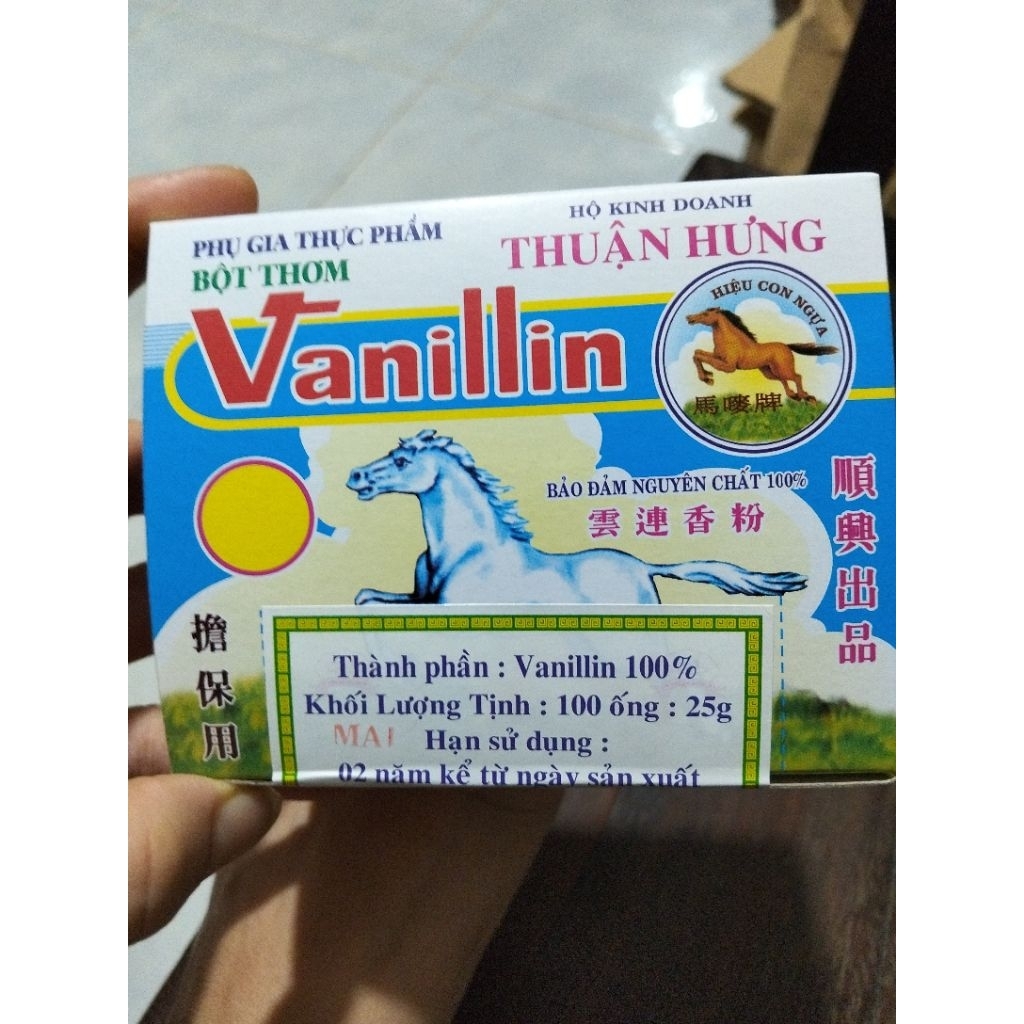 PHỤ GIA THỰC PHẨM
BỘT THƠM
Vanillin
HỘ KINH DOANH
THUẬN HƯNG
HIỆU CON NGỰA
馬嘜牌
BẢO ĐẢM NGUYÊN CHẤT 100%
雲連香粉
順興出品
擔保用
Thành phần : Vanillin 100%
Khối Lượng Tịnh : 100 ống : 25g
Hạn sử dụng :
02 năm kể từ ngày sản xuất